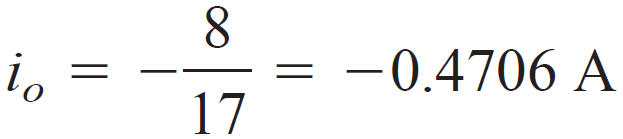 i_o = −8/17 = −0.4706 A